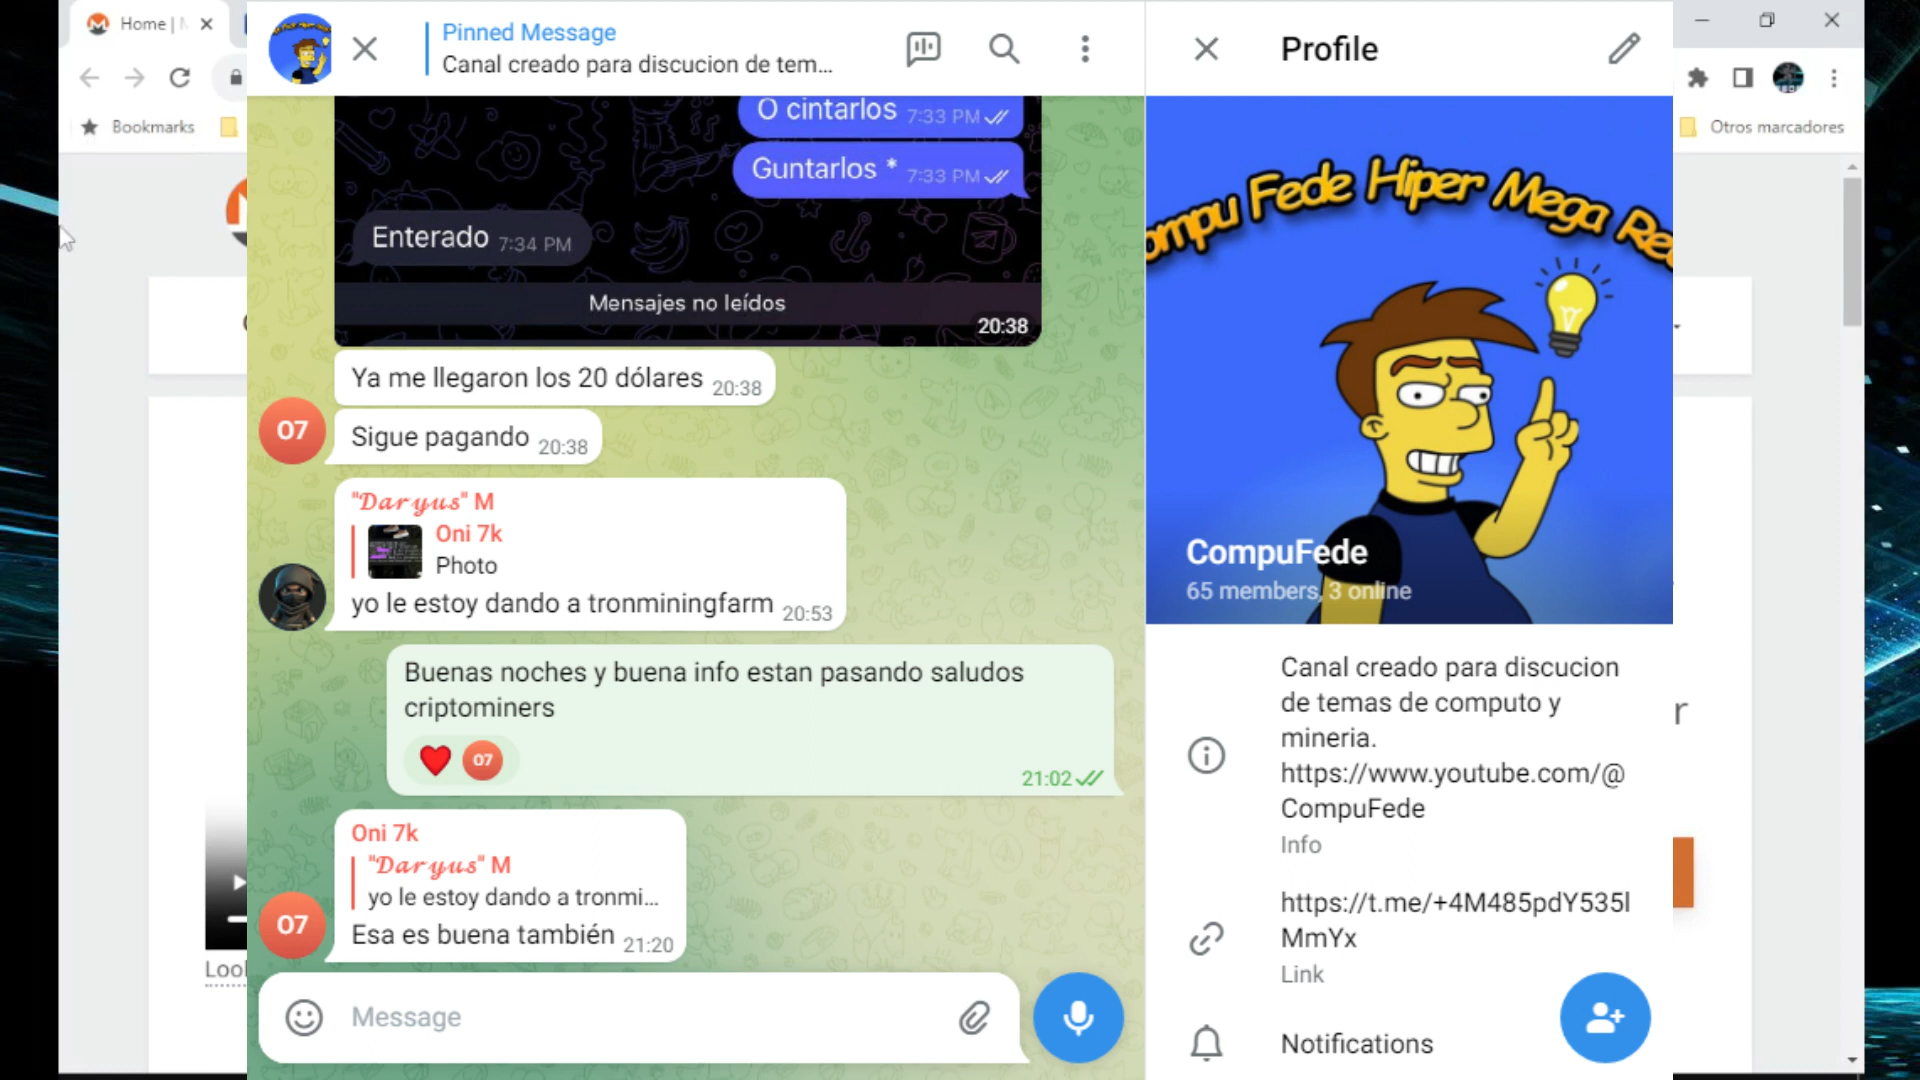 Home |
Bookmarks
Otros marcadores
Pinned Message
Canal creado para discucion de tem...
O cintarlos 7:33 PM
Guntarlos * 7:33 PM
Enterado 7:34 PM
Mensajes no leídos
20:38
Ya me llegaron los 20 dólares 20:38
07
Sigue pagando 20:38
"Daryus" M
Oni 7k
Photo
yo le estoy dando a tronminingfarm 20:53
Buenas noches y buena info estan pasando saludos
criptominers
07
21:02
Oni 7k
"Daryus" M
yo le estoy dando a tronmi...
07
Esa es buena también 21:20
Message
Profile
ompu Fede Hiper Mega Re
CompuFede
65 members, 3 online
Canal creado para discucion
de temas de computo y
mineria.
https://www.youtube.com/@
CompuFede
Info
https://t.me/+4M485pdY535l
MmYx
Link
Notifications
Lool
r